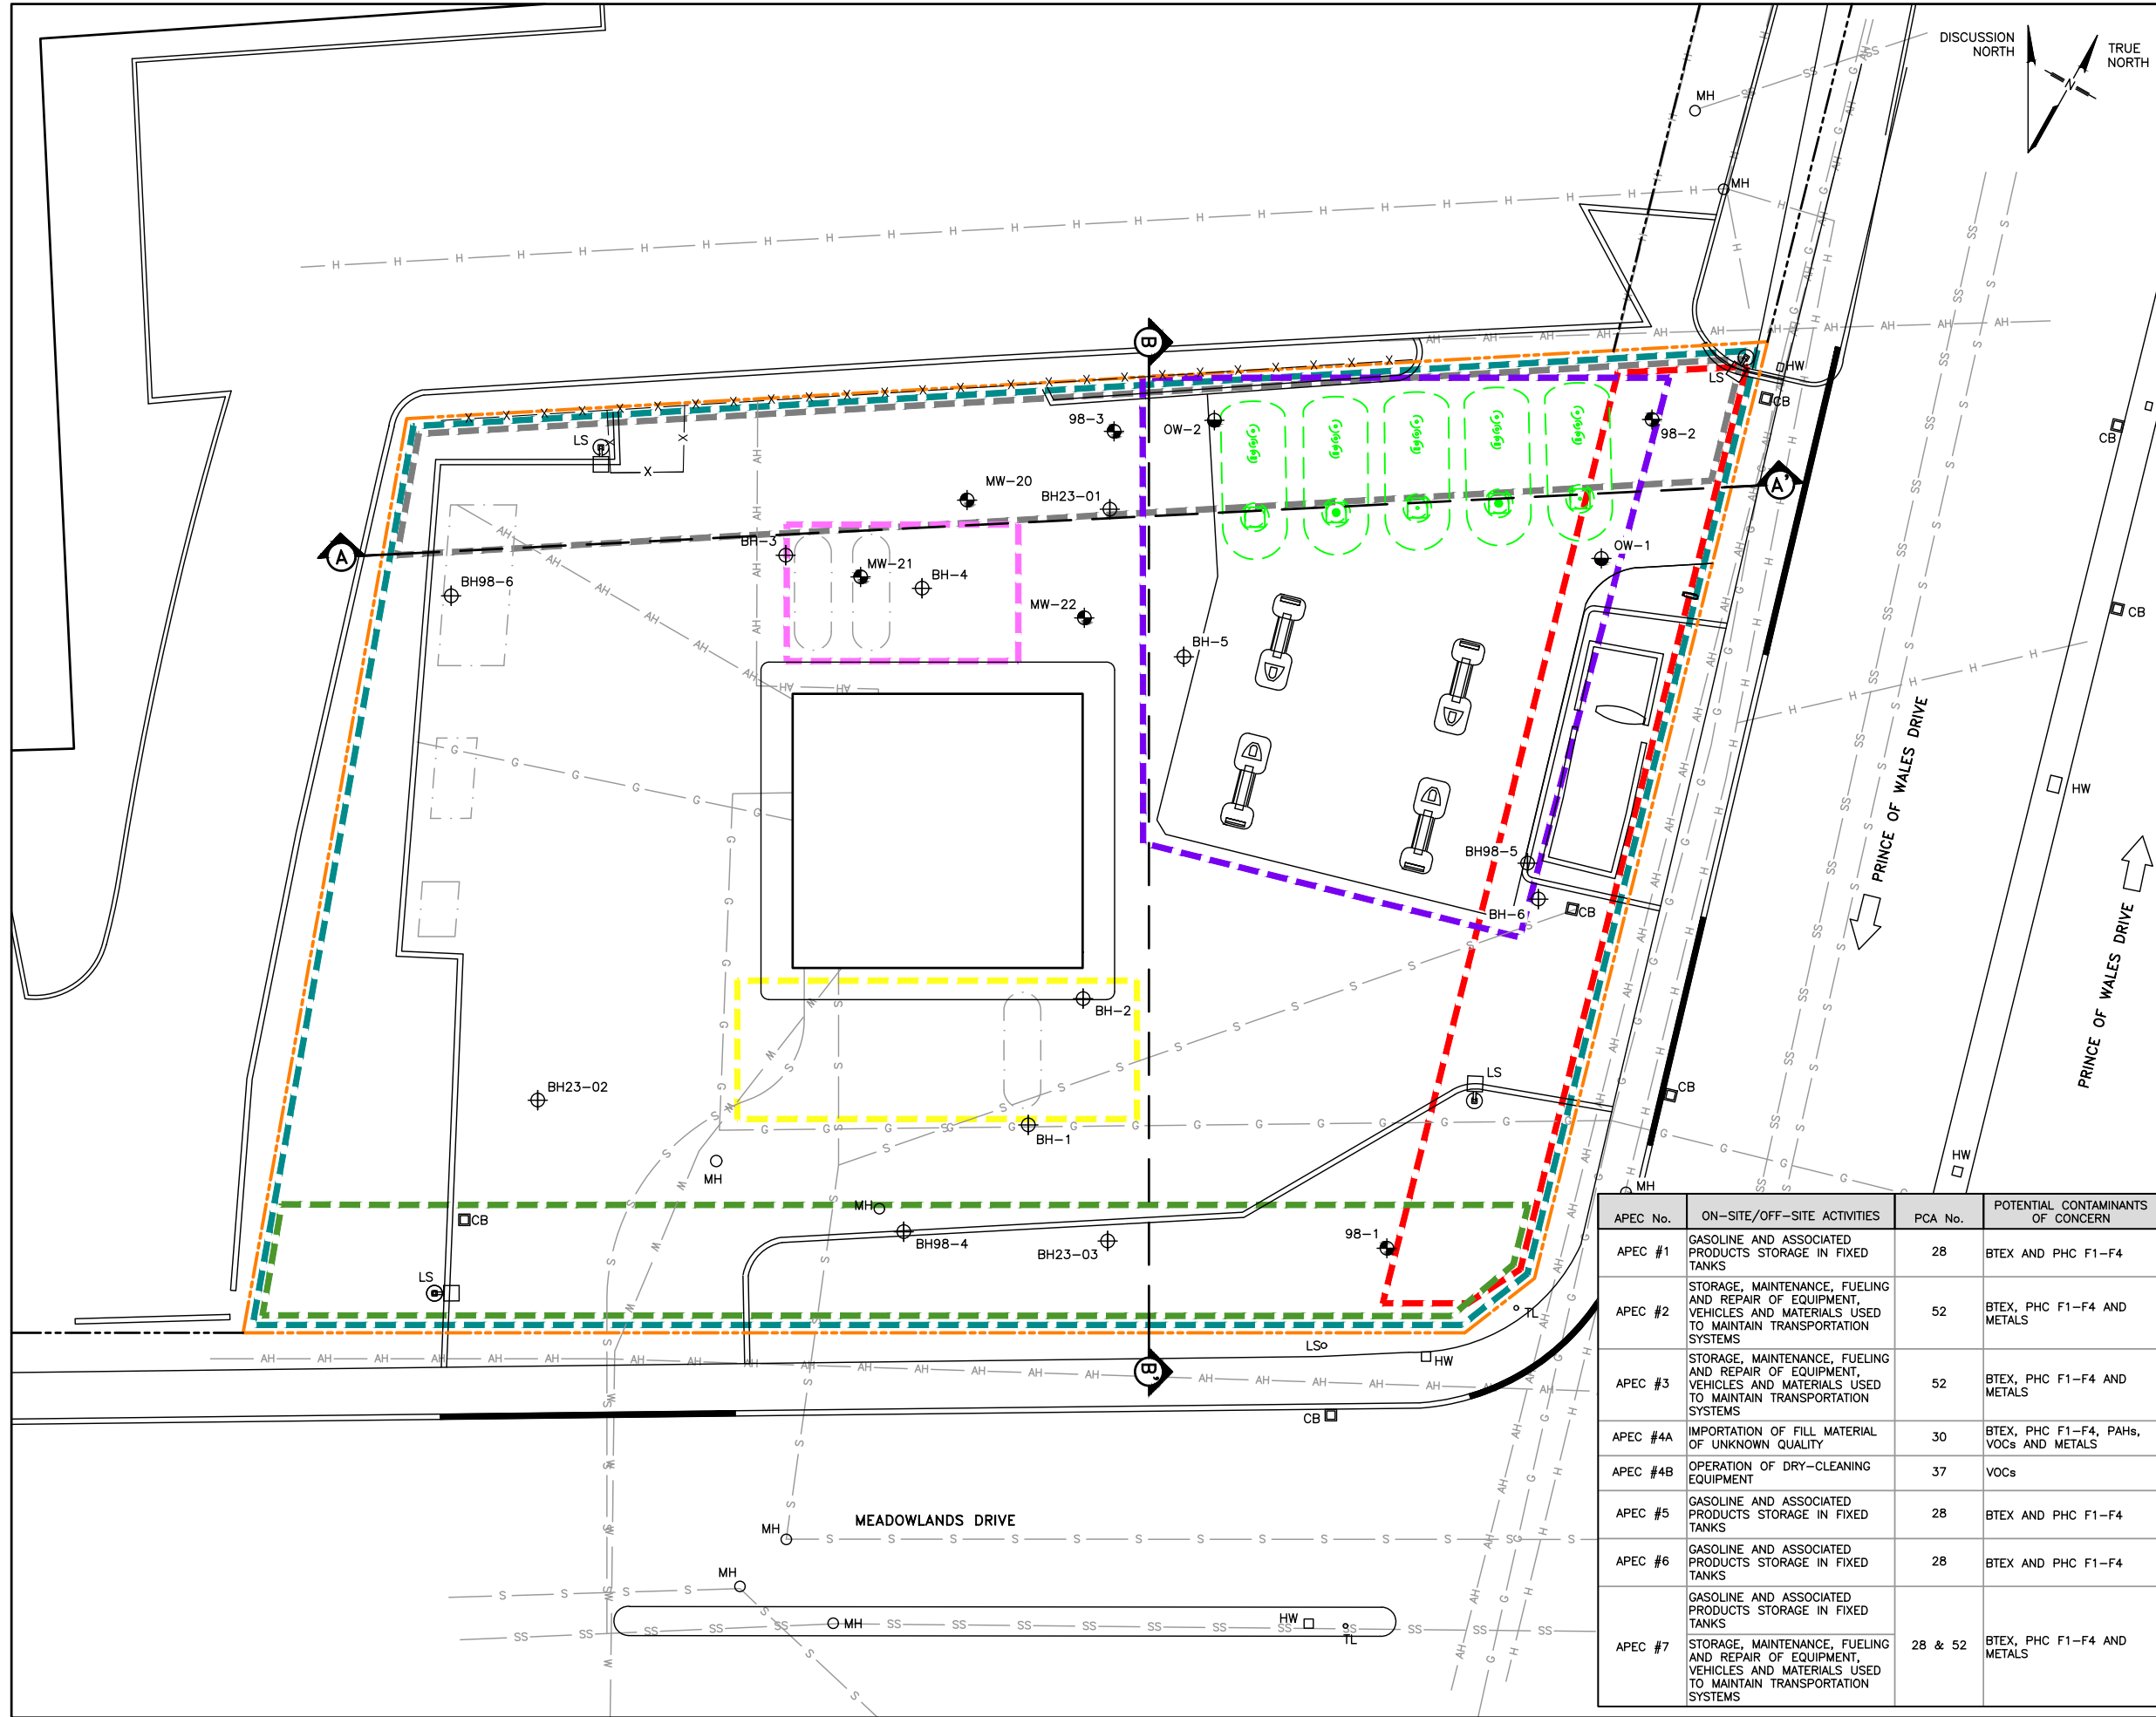 DISCUSSION
NORTH
TRUE
NORTH
N
MH
MH
HW
LS
CB
CB
CB
HW
HW
B
98-3
OW-2
98-2
LS
MW-20
BH23-01
A'
A
BH-3
MW-21
BH-4
OW-1
BH98-6
MW-22
BH-5
PRINCE OF WALES DRIVE
PRINCE OF WALES DRIVE
BH98-5
BH-6
CB
BH-2
BH23-02
BH-1
LS
CB
MH
MH
MH
CB
BH98-4
BH23-03
98-1
LS
TL
LS
HW
B'
CB
MEADOWLANDS DRIVE
MH
MH
MH
HW
TL
APEC No.
ON-SITE/OFF-SITE ACTIVITIES
PCA No.
POTENTIAL CONTAMINANTS
OF CONCERN
APEC #1
GASOLINE AND ASSOCIATED
PRODUCTS STORAGE IN FIXED
TANKS
28
BTEX AND PHC F1-F4
APEC #2
STORAGE, MAINTENANCE, FUELING
AND REPAIR OF EQUIPMENT,
VEHICLES AND MATERIALS USED
TO MAINTAIN TRANSPORTATION
SYSTEMS
52
BTEX, PHC F1-F4 AND
METALS
APEC #3
STORAGE, MAINTENANCE, FUELING
AND REPAIR OF EQUIPMENT,
VEHICLES AND MATERIALS USED
TO MAINTAIN TRANSPORTATION
SYSTEMS
52
BTEX, PHC F1-F4 AND
METALS
APEC #4A
IMPORTATION OF FILL MATERIAL
OF UNKNOWN QUALITY
30
BTEX, PHC F1-F4, PAHs,
VOCs AND METALS
APEC #4B
OPERATION OF DRY-CLEANING
EQUIPMENT
37
VOCs
APEC #5
GASOLINE AND ASSOCIATED
PRODUCTS STORAGE IN FIXED
TANKS
28
BTEX AND PHC F1-F4
APEC #6
GASOLINE AND ASSOCIATED
PRODUCTS STORAGE IN FIXED
TANKS
28
BTEX AND PHC F1-F4
APEC #7
GASOLINE AND ASSOCIATED
PRODUCTS STORAGE IN FIXED
TANKS
STORAGE, MAINTENANCE, FUELING
AND REPAIR OF EQUIPMENT,
VEHICLES AND MATERIALS USED
TO MAINTAIN TRANSPORTATION
SYSTEMS
28 & 52
BTEX, PHC F1-F4 AND
METALS